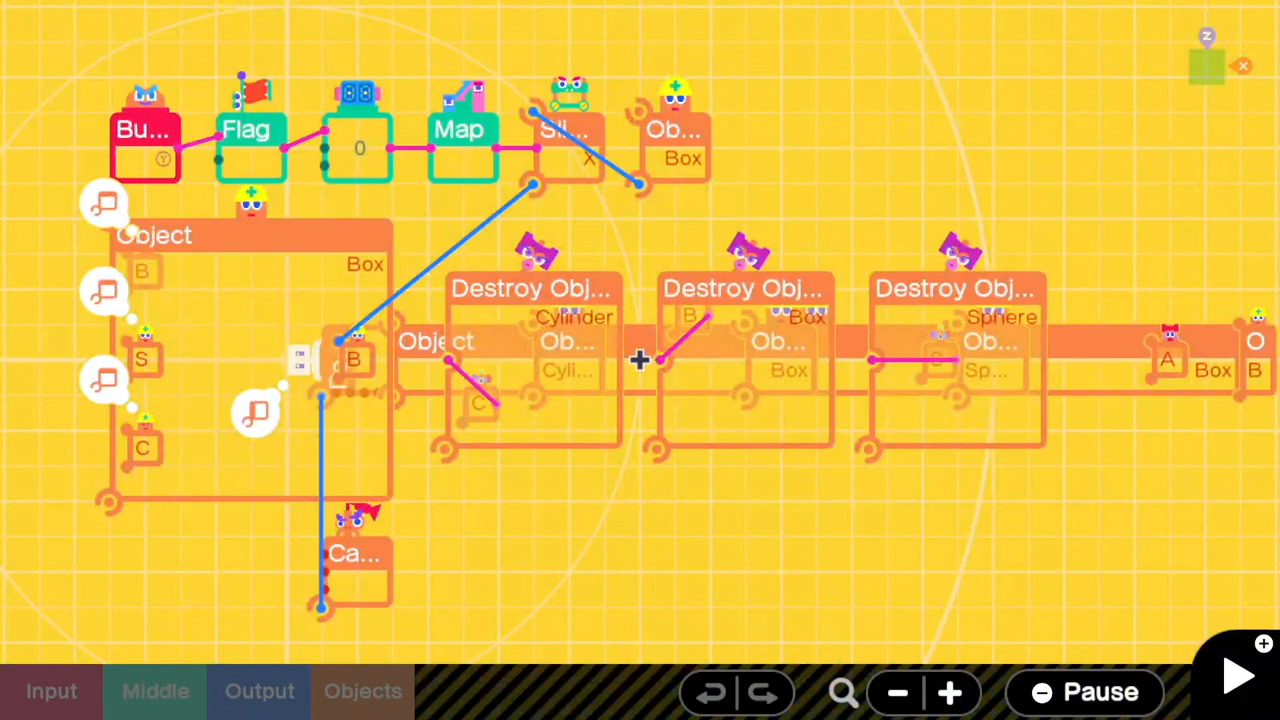 Z
X
Bu...
Y
Flag
0
Map
Sli...
X
Ob...
Box
Object
Box
B
S
C
B
Object
Destroy Obj...
Cylinder
Ob...
Cyli...
C
Destroy Obj...
Box
B
Ob...
Box
Destroy Obj...
Sphere
Ob...
Sp...
A
Box
O
B
Ca...
Input
Middle
Output
Objects
Pause